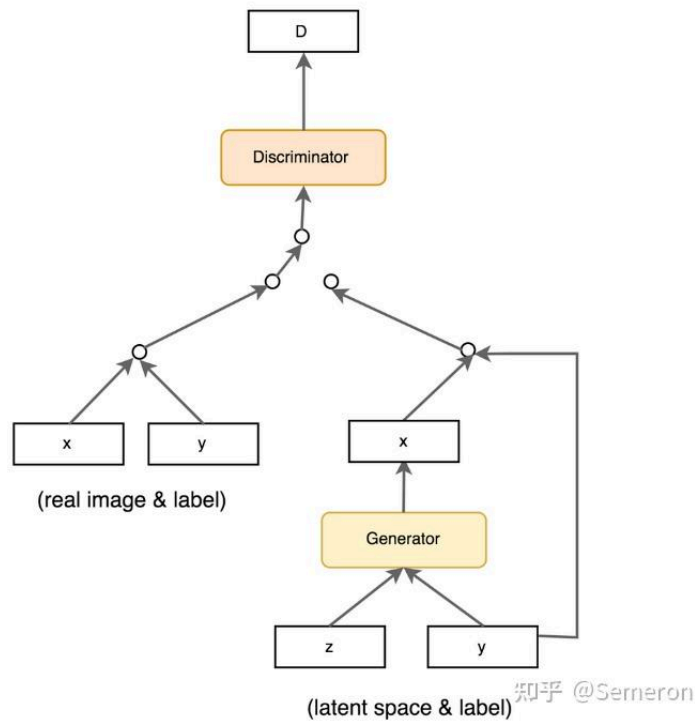 D
Discriminator
x
y
x
(real image & label)
Generator
z
y
(latent space & label)
知乎 @Semeron